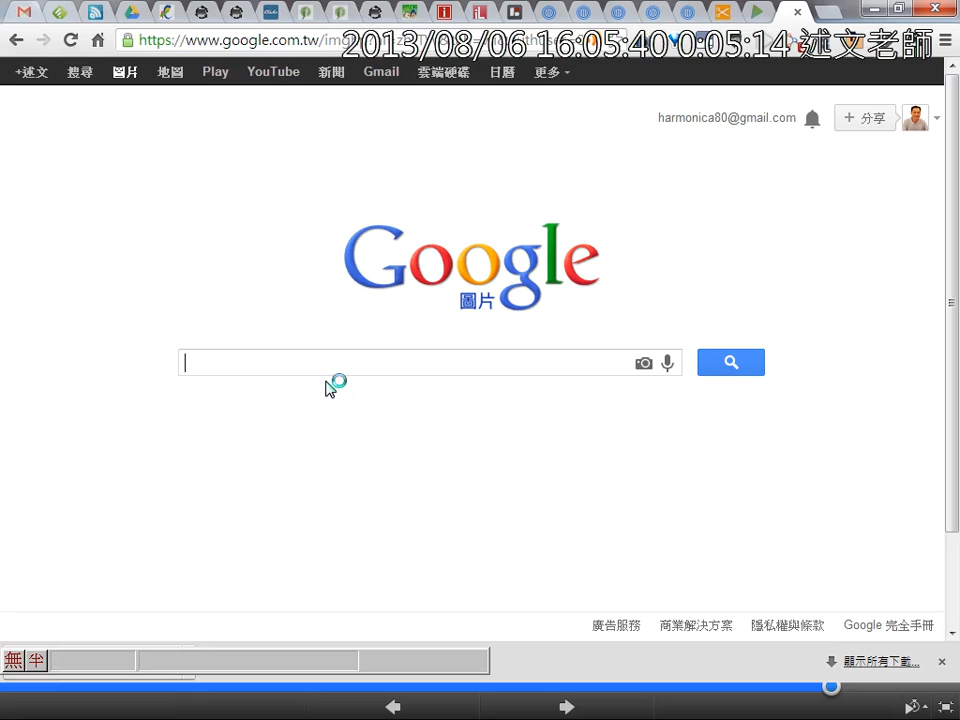 https://www.google.com.tw/im
2013/08/06 16:05:40 0:05:14 述文老師
+述文 搜尋 圖片 地圖 Play YouTube 新聞 Gmail 雲端硬碟 日曆 更多
harmonica80@gmail.com + 分享
Google
圖片
廣告服務 商業解決方案 隱私權與條款 Google 完全手冊
無 半
顯示所有下載...